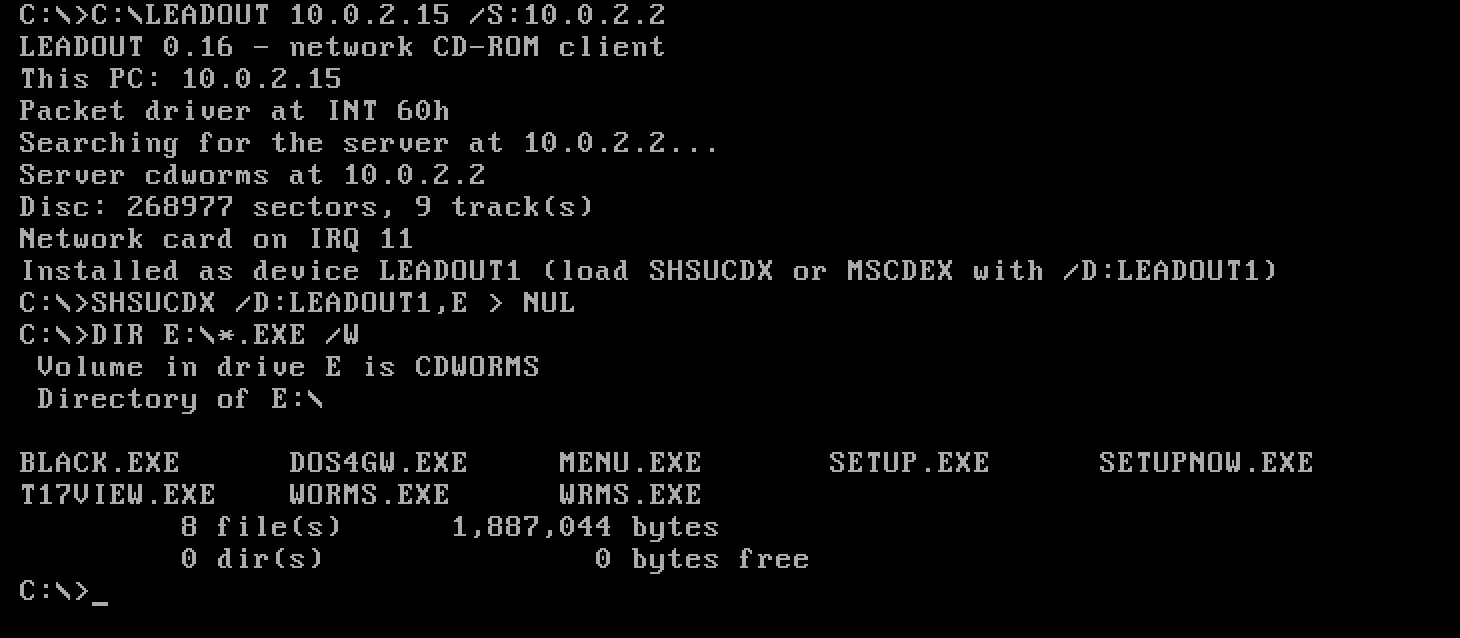 C:\>C:\LEADOUT 10.0.2.15 /S:10.0.2.2
LEADOUT 0.16 - network CD-ROM client
This PC: 10.0.2.15
Packet driver at INT 60h
Searching for the server at 10.0.2.2...
Server cdworms at 10.0.2.2
Disc: 268977 sectors, 9 track(s)
Network card on IRQ 11
Installed as device LEADOUT1 (load SHSUCDX or MSCDEX with /D:LEADOUT1)
C:\>SHSUCDX /D:LEADOUT1,E > NUL
C:\>DIR E:\*.EXE /W
 Volume in drive E is CDWORMS
 Directory of E:\

BLACK.EXE      DOS4GW.EXE     MENU.EXE       SETUP.EXE      SETUPNOW.EXE
T17VIEW.EXE    WORMS.EXE      WRMS.EXE
         8 file(s)      1,887,044 bytes
         0 dir(s)               0 bytes free
C:\>_